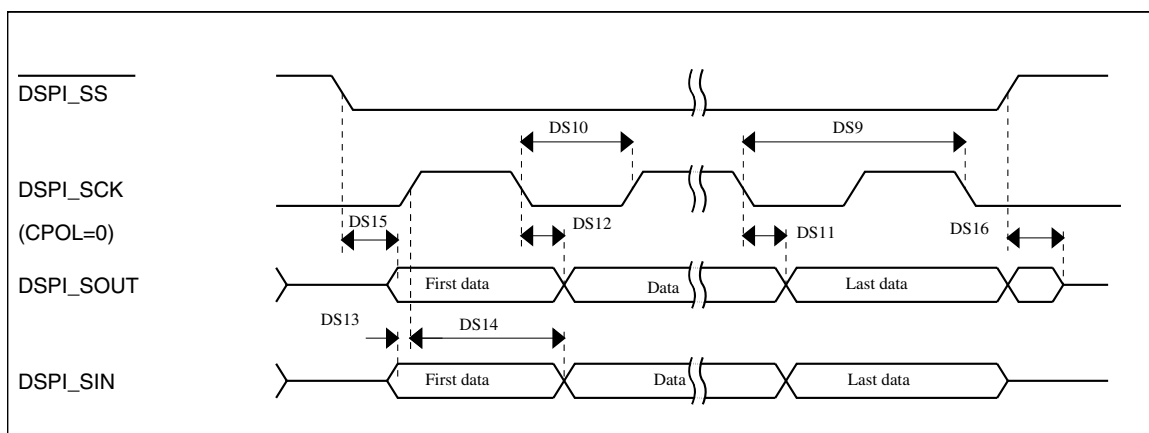 DSPI_SS
DS10
DS9
DSPI_SCK
(CPOL=0)
DS15
DS12
DS11
DS16
DSPI_SOUT
First data
Data
Last data
DS13
DS14
DSPI_SIN
First data
Data
Last data